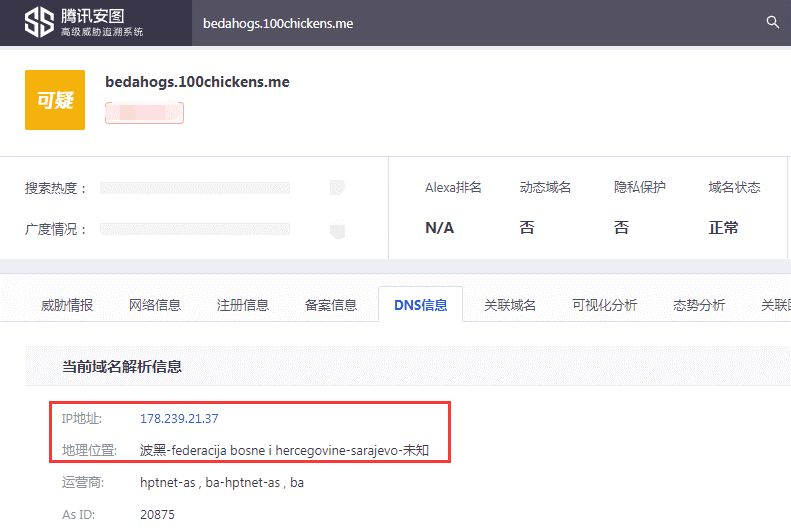 腾讯安图
高级威胁追溯系统
bedahogs.100chickens.me
可疑
bedahogs.100chickens.me
搜索热度：
广度情况：
Alexa排名 动态域名 隐私保护 域名状态
N/A 否 否 正常
威胁情报 网络信息 注册信息 备案信息 DNS信息 关联域名 可视化分析 态势分析 关联
当前域名解析信息
IP地址: 178.239.21.37
地理位置: 波黑-federacija bosne i hercegovine-sarajevo-未知
运营商: hptnet-as , ba-hptnet-as , ba
As ID: 20875